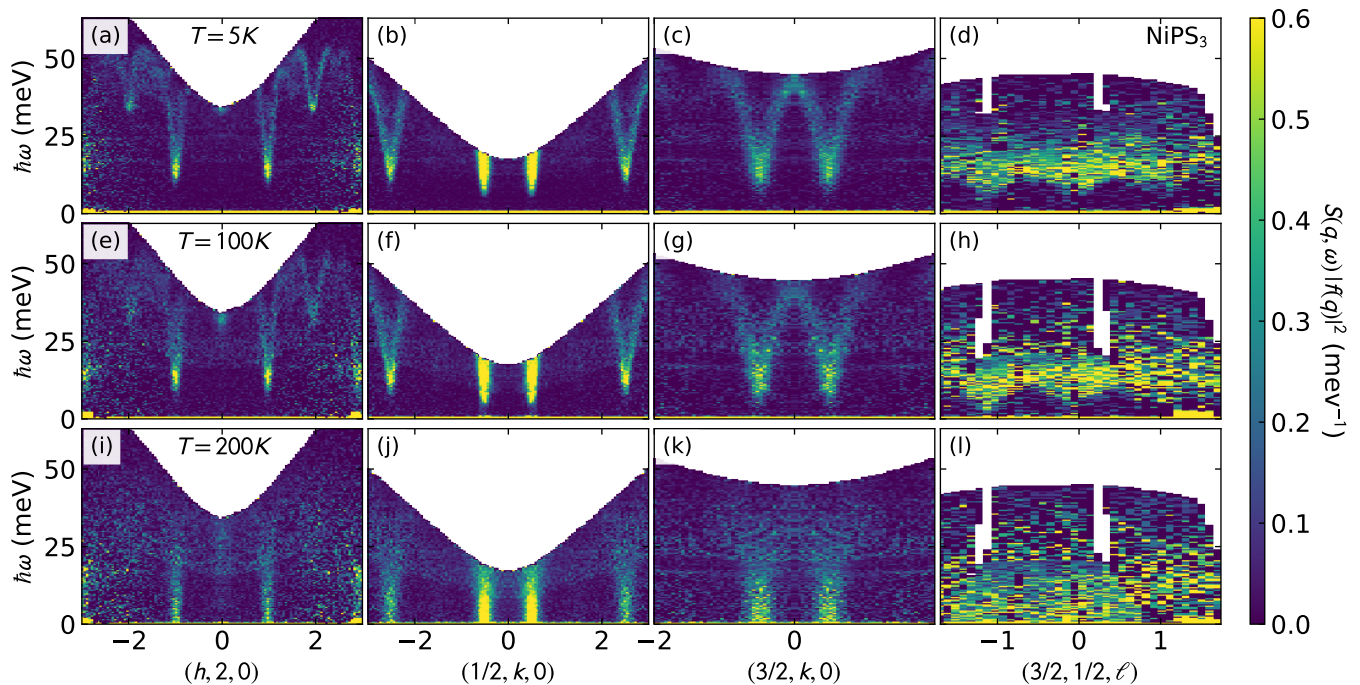 (a) T = 5K (b) (c) (d) NiPS₃ 0.6
50
25
0
ħω (meV)
0.5
(e) T = 100K (f) (g) (h)
50
25
0
ħω (meV)
0.4
0.3
S(q, ω) |f(q)|² (meV⁻¹)
0.2
(i) T = 200K (j) (k) (l)
50
25
0
ħω (meV)
0.1
0.0
−2 0 2 −2 0 2 −2 0 −1 0 1
(h, 2, 0) (1/2, k, 0) (3/2, k, 0) (3/2, 1/2, ℓ)